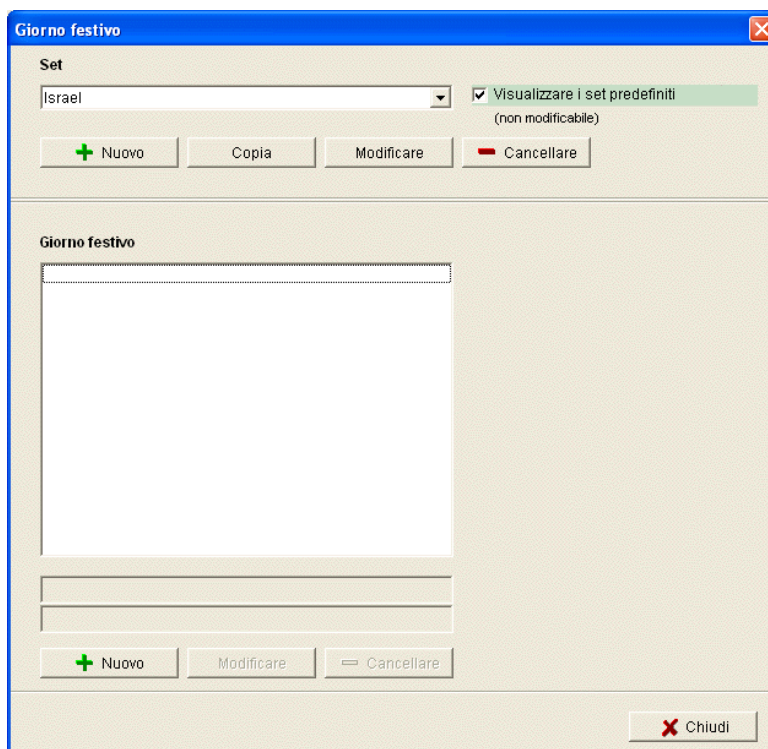 Giorno festivo
Set
Israel
Visualizzare i set predefiniti
(non modificabile)
Nuovo Copia Modificare Cancellare
Giorno festivo
Nuovo Modificare Cancellare
Chiudi